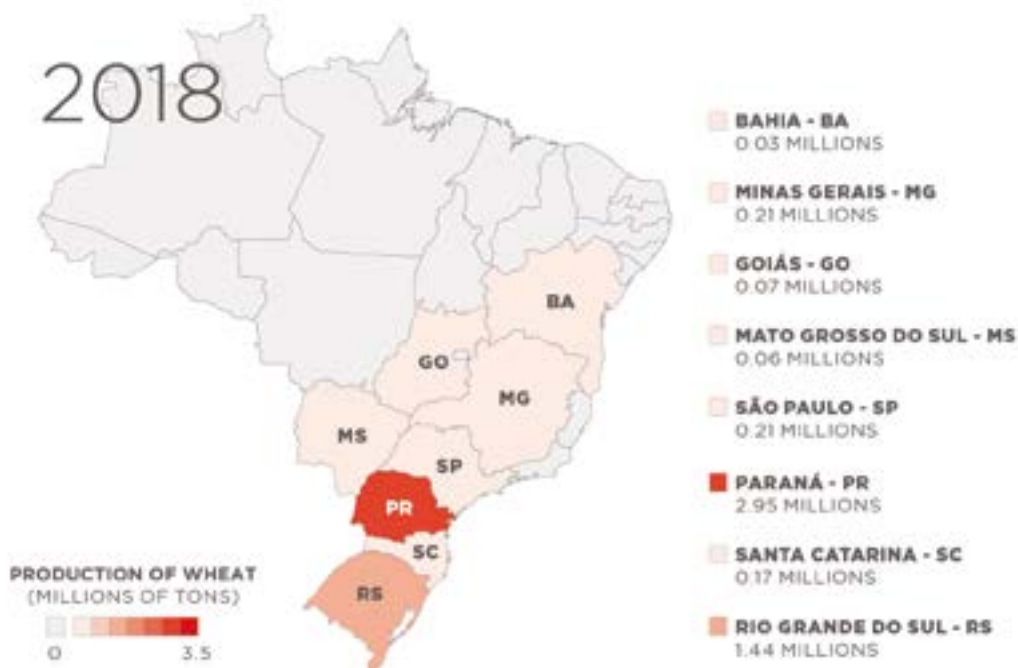 2018
BAHIA - BA
0.03 MILLIONS
MINAS GERAIS - MG
0.21 MILLIONS
GOIÁS - GO
0.07 MILLIONS
MATO GROSSO DO SUL - MS
0.06 MILLIONS
SÃO PAULO - SP
0.21 MILLIONS
PARANÁ - PR
2.95 MILLIONS
SANTA CATARINA - SC
0.17 MILLIONS
RIO GRANDE DO SUL - RS
1.44 MILLIONS
BA
GO
MG
MS
SP
PR
SC
RS
PRODUCTION OF WHEAT
(MILLIONS OF TONS)
0 3.5